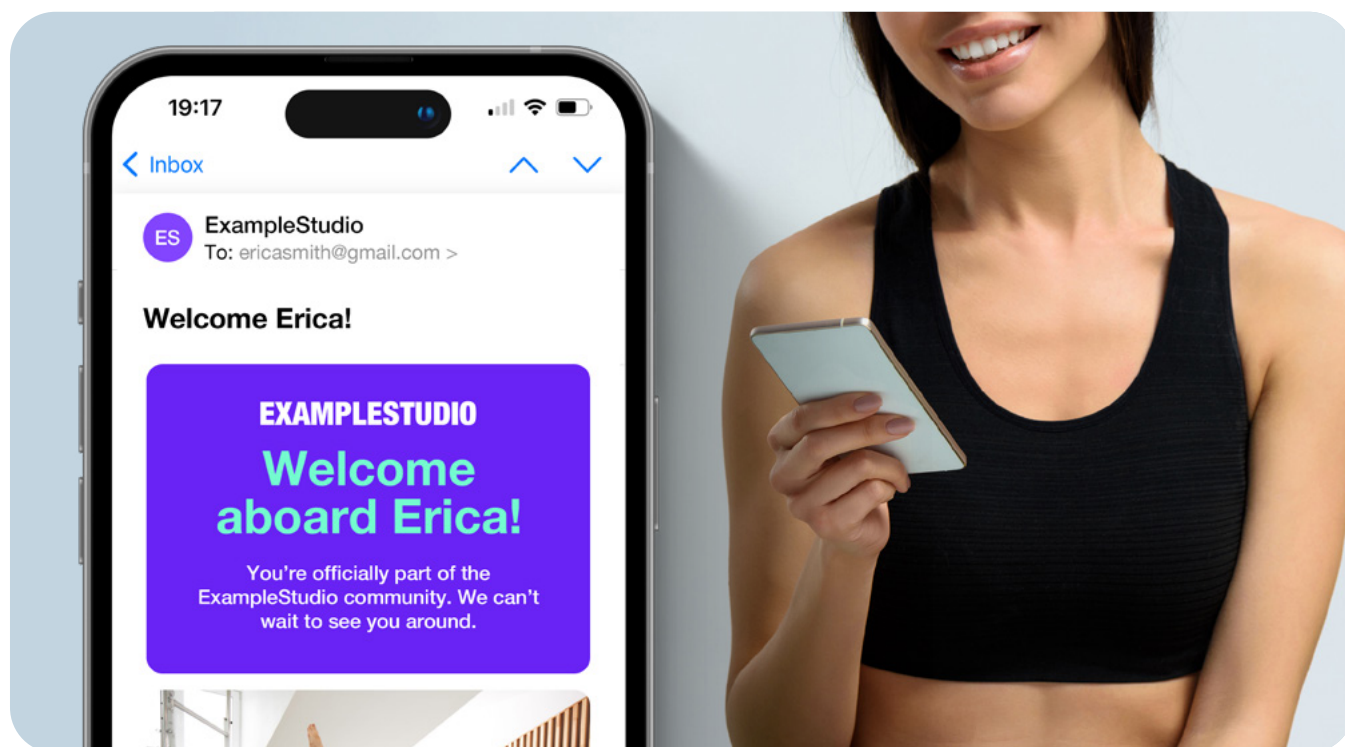 19:17
Inbox
ES
ExampleStudio
To: ericasmith@gmail.com >
Welcome Erica!
EXAMPLESTUDIO
Welcome
aboard Erica!
You're officially part of the
ExampleStudio community. We can't
wait to see you around.